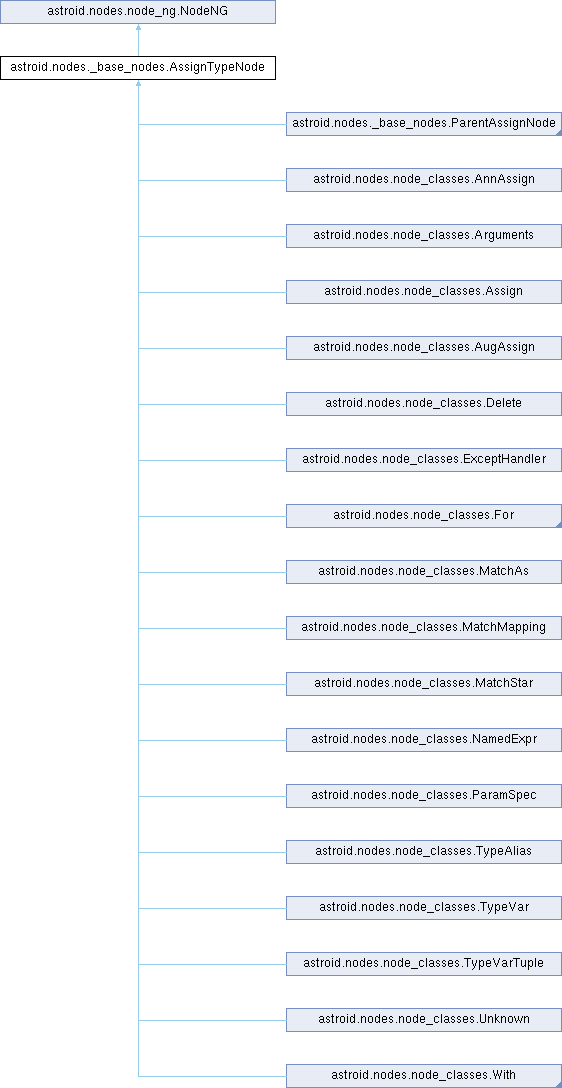 astroid.nodes.node_ng.NodeNG
astroid.nodes._base_nodes.AssignTypeNode
astroid.nodes._base_nodes.ParentAssignNode
astroid.nodes.node_classes.AnnAssign
astroid.nodes.node_classes.Arguments
astroid.nodes.node_classes.Assign
astroid.nodes.node_classes.AugAssign
astroid.nodes.node_classes.Delete
astroid.nodes.node_classes.ExceptHandler
astroid.nodes.node_classes.For
astroid.nodes.node_classes.MatchAs
astroid.nodes.node_classes.MatchMapping
astroid.nodes.node_classes.MatchStar
astroid.nodes.node_classes.NamedExpr
astroid.nodes.node_classes.ParamSpec
astroid.nodes.node_classes.TypeAlias
astroid.nodes.node_classes.TypeVar
astroid.nodes.node_classes.TypeVarTuple
astroid.nodes.node_classes.Unknown
astroid.nodes.node_classes.With